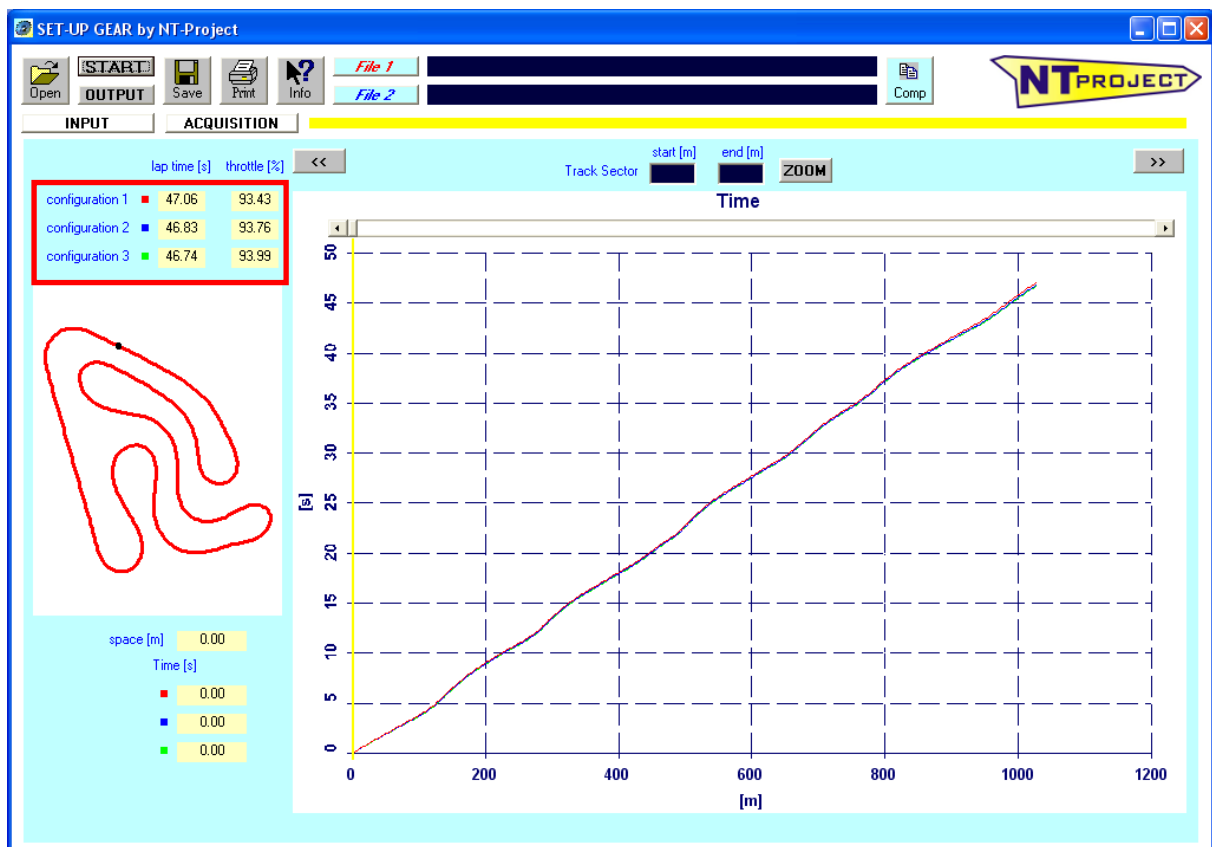 SET-UP GEAR by NT-Project
Open START OUTPUT Save Print Info File 1 File 2 Comp NTPROJECT
INPUT ACQUISITION
lap time [s] throttle [%] << Track Sector start [m] end [m] ZOOM >>
configuration 1 47.06 93.43
configuration 2 46.83 93.76
configuration 3 46.74 93.99
Time
50
45
40
35
30
[s] 25
20
15
10
5
0
0 200 400 600 800 1000 1200
[m]
space [m] 0.00
Time [s]
0.00
0.00
0.00